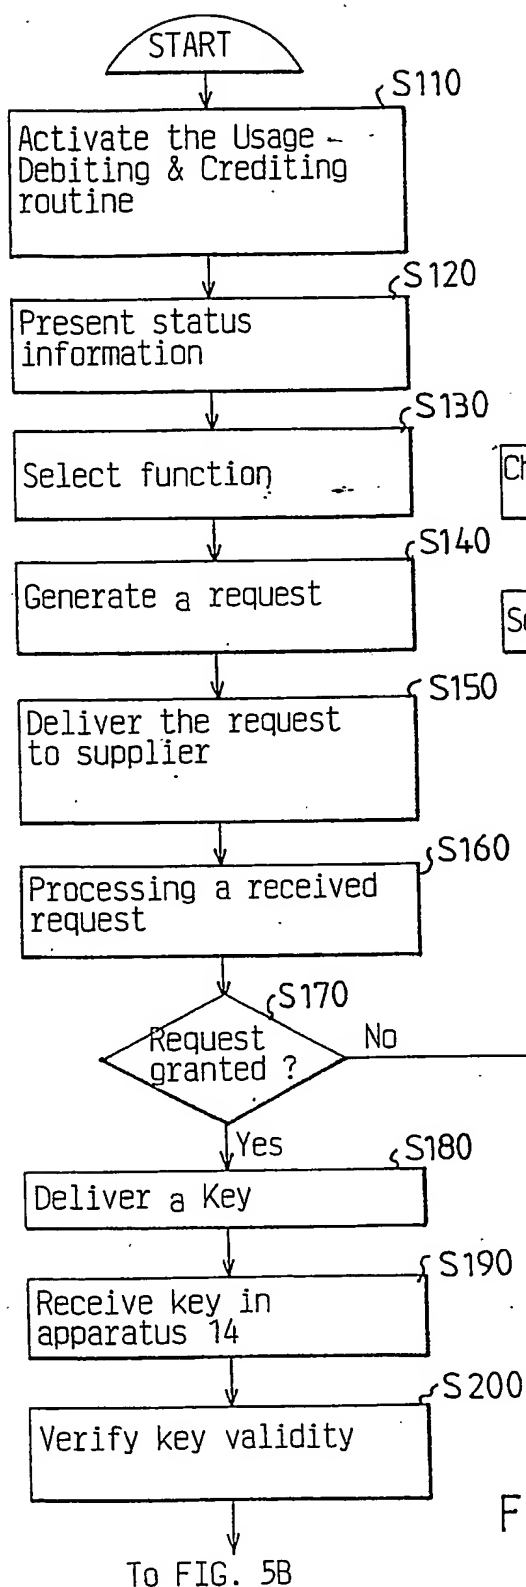 START
S110
Activate the Usage
Debiting & Crediting
routine
S120
Present status
information
S130
Select function
Ch
S140
Generate a request
Se
S150
Deliver the request
to supplier
S160
Processing a received
request
S170
Request
granted ?
No
Yes
S180
Deliver a Key
S190
Receive key in
apparatus 14
S200
Verify key validity
F
To FIG. 5B